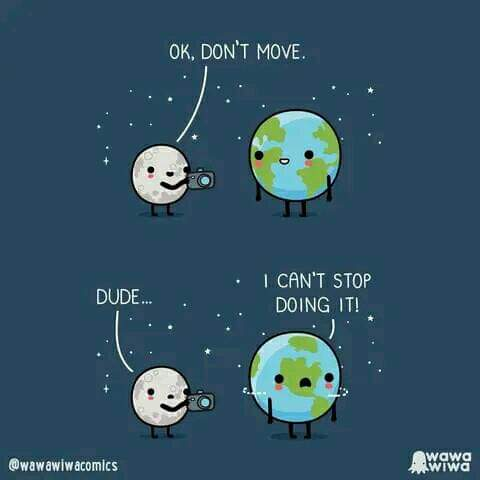 OK, DON'T MOVE.
DUDE...
I CAN'T STOP
DOING IT!
@wawawiwacomics
wawa
wiwa